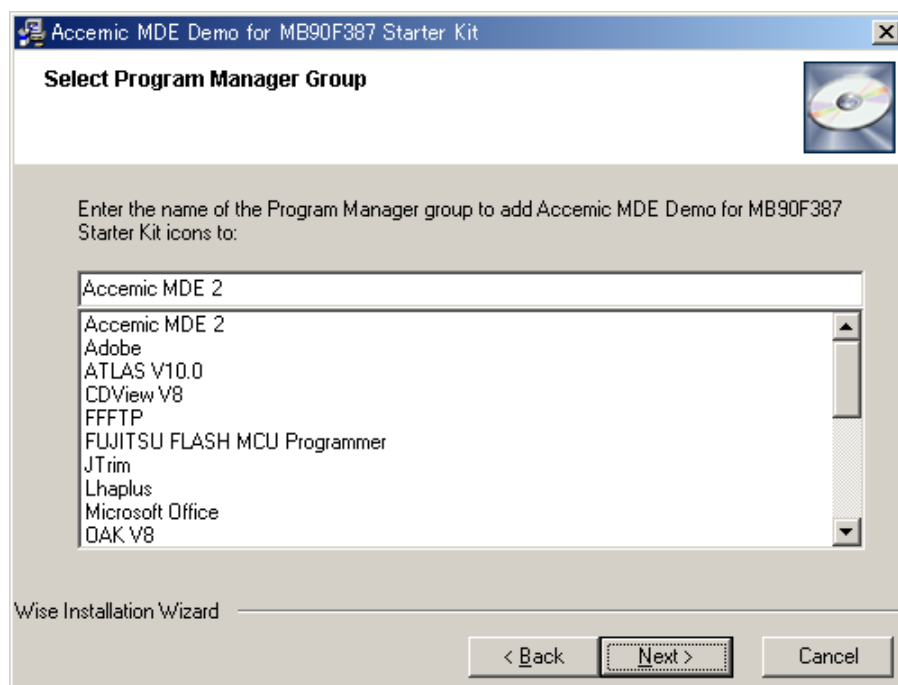 Accemic MDE Demo for MB90F387 Starter Kit
Select Program Manager Group
Enter the name of the Program Manager group to add Accemic MDE Demo for MB90F387
Starter Kit icons to:
Accemic MDE 2
Accemic MDE 2
Adobe
ATLAS V10.0
CDView V8
FFFTP
FUJITSU FLASH MCU Programmer
JTrim
Lhaplus
Microsoft Office
OAK V8
Wise Installation Wizard
< Back
Next >
Cancel